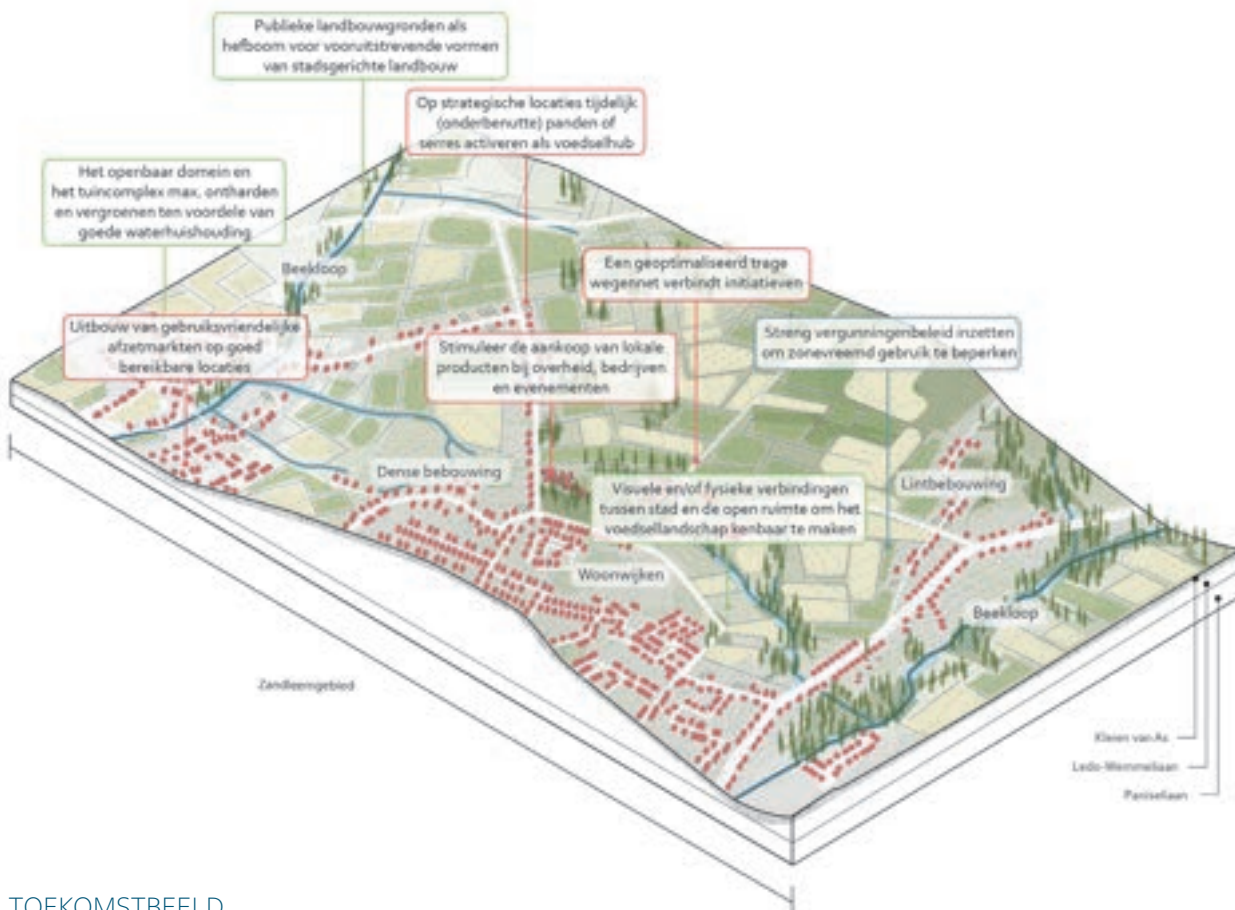 Publieke landbouwgronden als
hefboom voor vooruitstrevende vormen
van stadsgerichte landbouw
Op strategische locaties tijdelijk
(onderbenutte) panden of
serres activeren als voedselhub
Het openbaar domein en
het tuincomplex max. ontharden
en vergroenen ten voordele van
goede waterhuishouding
Beekloop
Een geoptimaliseerd trage
wegennet verbindt initiatieven
Uitbouw van gebruiksvriendelijke
afzetmarkten op goed
bereikbare locaties
Stimuleer de aankoop van lokale
producten bij overheid, bedrijven
en evenementen
Streng vergunningenbeleid inzetten
om zonevreemd gebruik te beperken
Dense bebouwing
Lintbebouwing
Visuele en/of fysieke verbindingen
tussen stad en de open ruimte om het
voedsellandschap kenbaar te maken
Woonwijken
Beekloop
Zandleemgebied
Kleien van As
Ledo-Wemmeliaan
Paniseliaan
TOEKOMSTBEELD